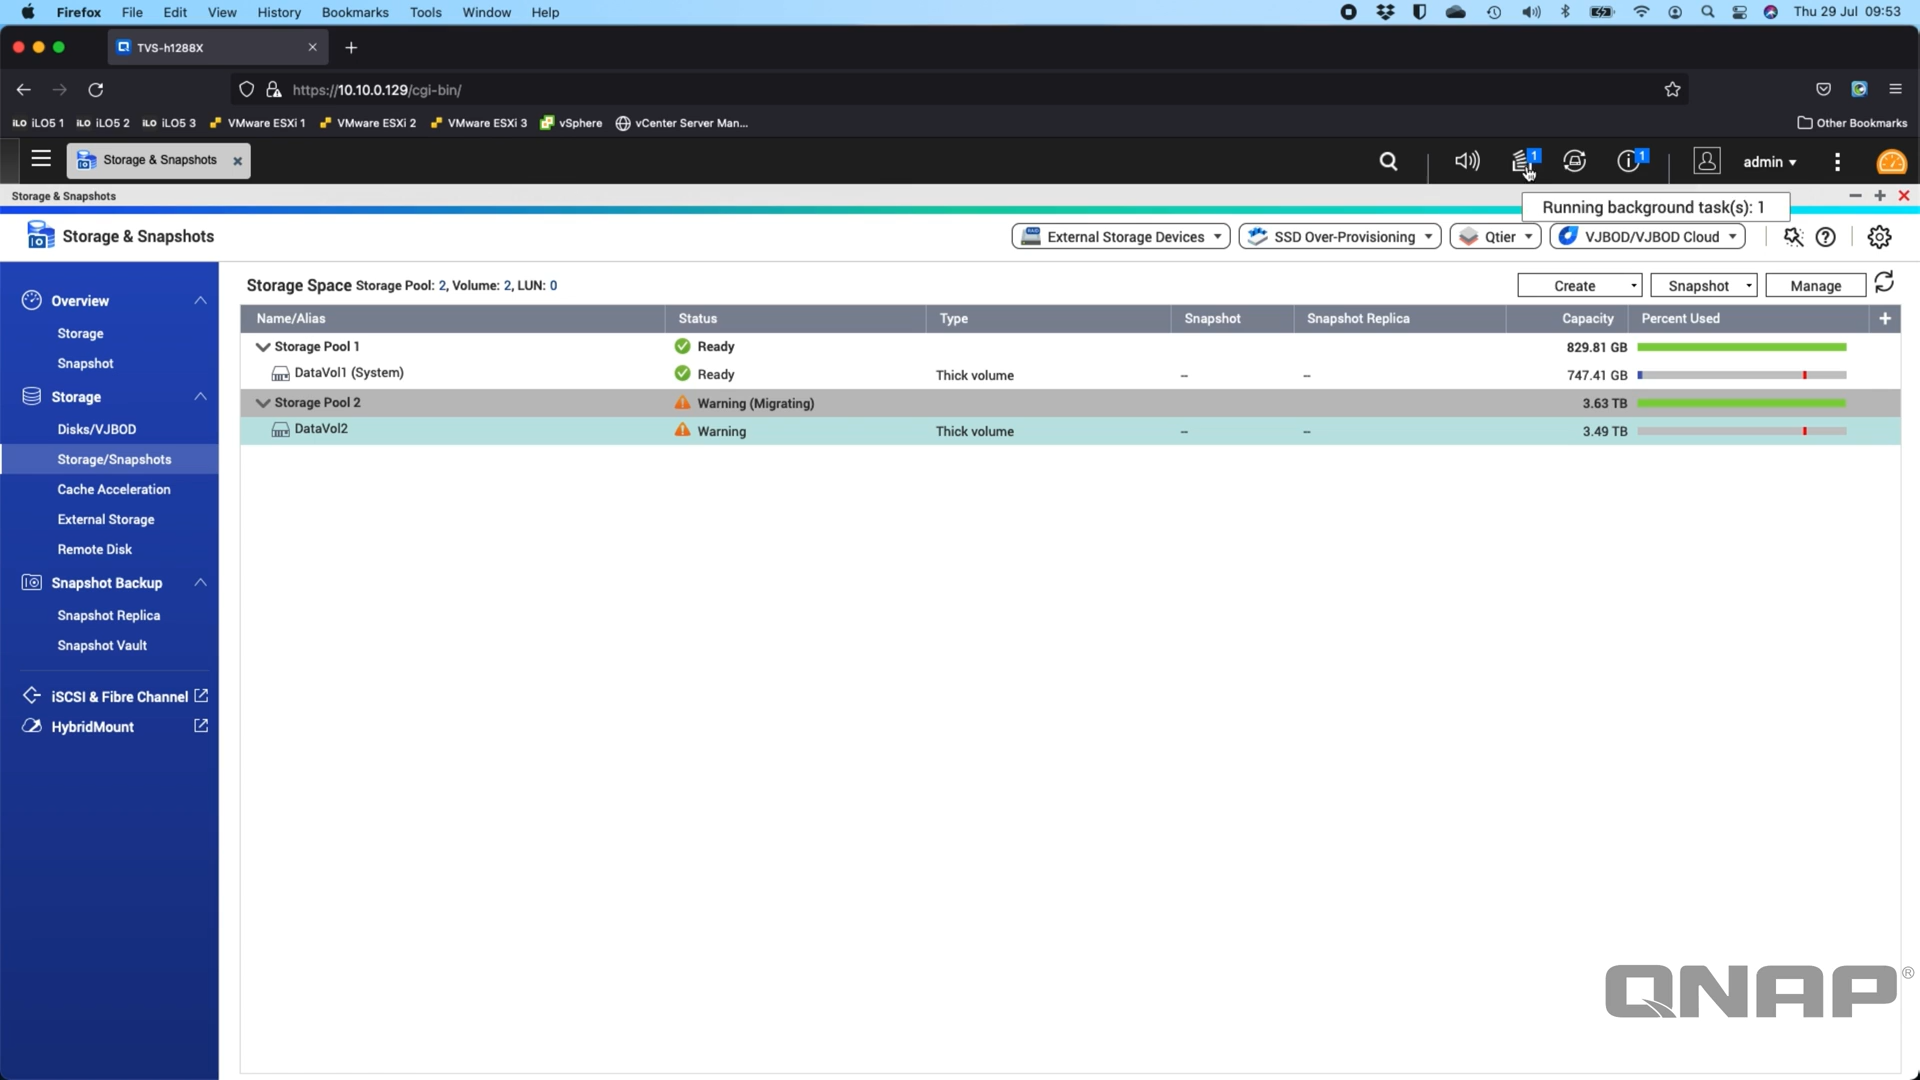 Firefox File Edit View History Bookmarks Tools Window Help Thu 29 Jul 09:53
TVS-h1288X
https://10.10.0.129/cgi-bin/
iLO iLO5 1 iLO iLO5 2 iLO iLO5 3 VMware ESXi 1 VMware ESXi 2 VMware ESXi 3 vSphere vCenter Server Man... Other Bookmarks
Storage & Snapshots 1 1 admin
Storage & Snapshots
Running background task(s): 1
Storage & Snapshots External Storage Devices SSD Over-Provisioning Qtier VJBOD/VJBOD Cloud
Overview
Storage
Snapshot
Storage
Disks/VJBOD
Storage/Snapshots
Cache Acceleration
External Storage
Remote Disk
Snapshot Backup
Snapshot Replica
Snapshot Vault
iSCSI & Fibre Channel
HybridMount
Storage Space Storage Pool: 2, Volume: 2, LUN: 0 Create Snapshot Manage
Name/Alias Status Type Snapshot Snapshot Replica Capacity Percent Used
Storage Pool 1 Ready 829.81 GB
DataVol1 (System) Ready Thick volume -- -- 747.41 GB
Storage Pool 2 Warning (Migrating) 3.63 TB
DataVol2 Warning Thick volume -- -- 3.49 TB
QNAP®